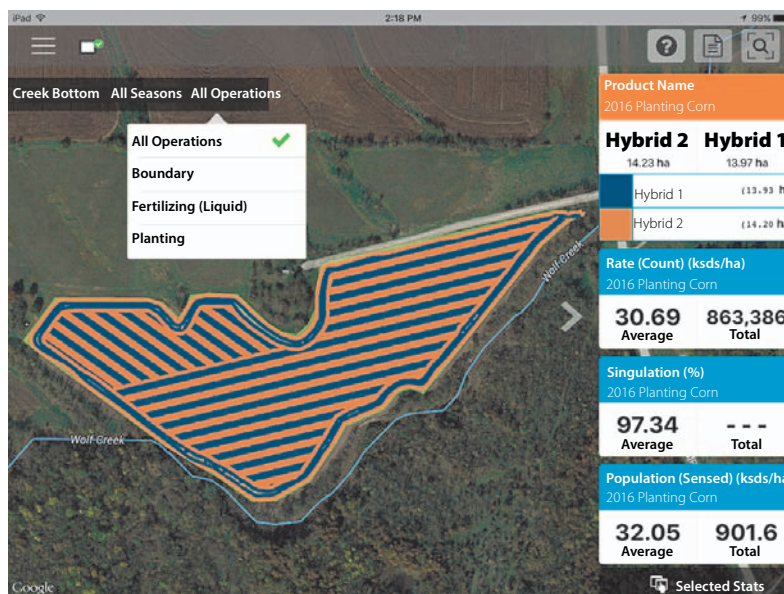 iPad 2:18 PM 99%
Creek Bottom All Seasons All Operations
All Operations
Boundary
Fertilizing (Liquid)
Planting
Product Name
2016 Planting Corn
Hybrid 2 Hybrid 1
14.23 ha 13.97 ha
Hybrid 1 (13.93 h
Hybrid 2 (14.20 ha
Rate (Count) (ksds/ha)
2016 Planting Corn
30.69 863,386
Average Total
Singulation (%)
2016 Planting Corn
97.34 - - -
Average Total
Population (Sensed) (ksds/ha
2016 Planting Corn
32.05 901.6
Average Total
Selected Stats
Wolf Creek
Wolf Creek
Google